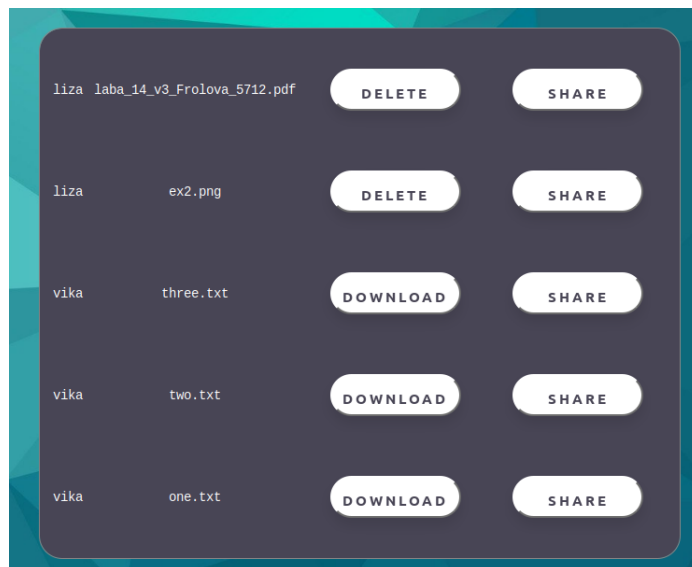 liza laba_14_v3_Frolova_5712.pdf DELETE SHARE
liza ex2.png DELETE SHARE
vika three.txt DOWNLOAD SHARE
vika two.txt DOWNLOAD SHARE
vika one.txt DOWNLOAD SHARE